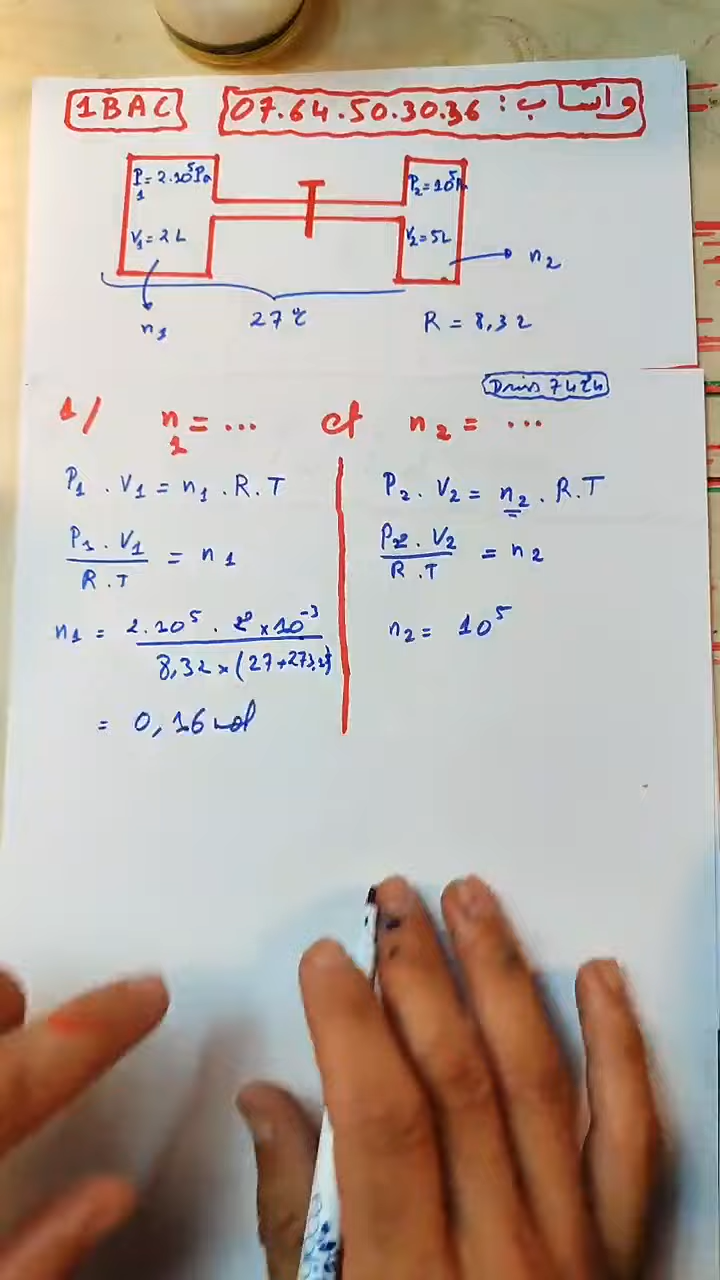 1BAC واتساب : 07.64.50.30.36
P1 = 2.10^5 Pa P2 = 10^5 Pa
V1 = 2 L V2 = 5L
n1 27°C n2
R = 8,32
Driss 7424
1/ n1 = ... et n2 = ...
P1 . V1 = n1 . R . T P2 . V2 = n2 . R . T
P1 . V1 / R . T = n1 P2 . V2 / R . T = n2
n1 = 2.10^5 . 2 × 10^-3 / 8,32 × (27 + 273,15) n2 = 10^5
= 0,16 mol